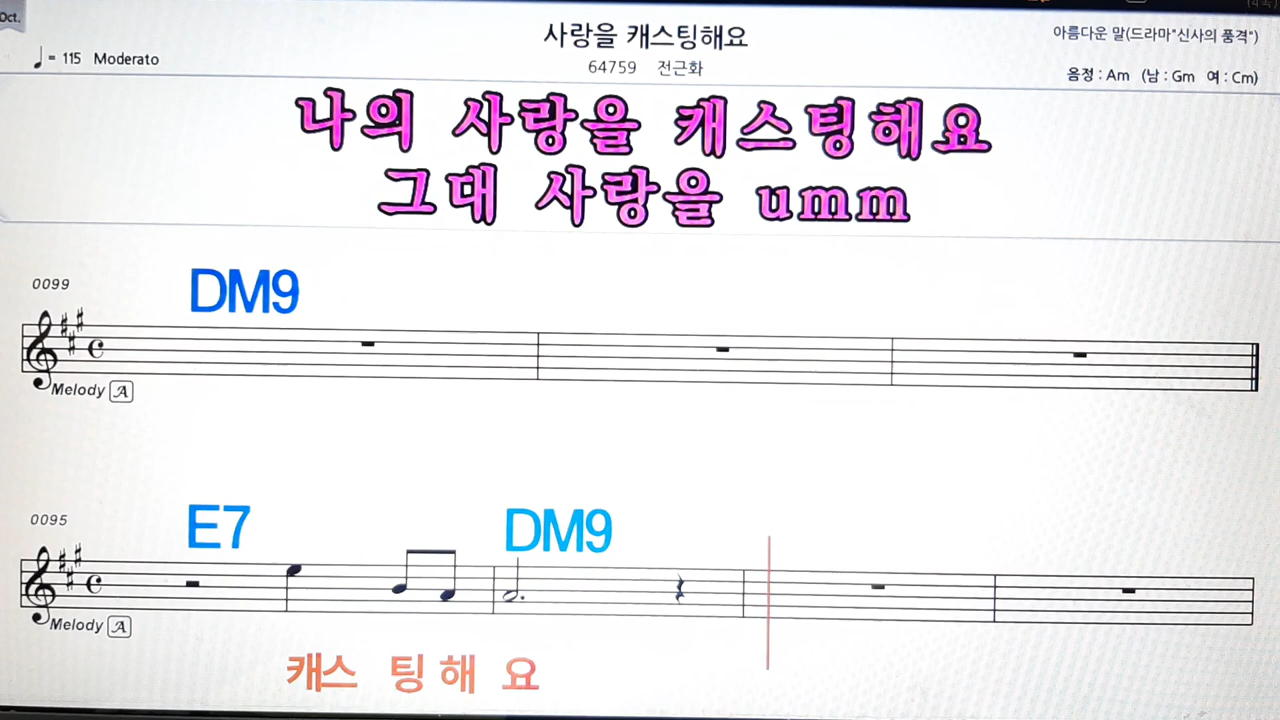 Oct.
사랑을 캐스팅해요
아름다운 말(드라마"신사의 품격")
♩ = 115 Moderato
64759 전근화
음정 : Am (남 : Gm 여 : Cm)
나의 사랑을 캐스팅해요
그대 사랑을 umm
0099
DM9
Melody A
0095
E7 DM9
Melody A
캐스 팅해 요